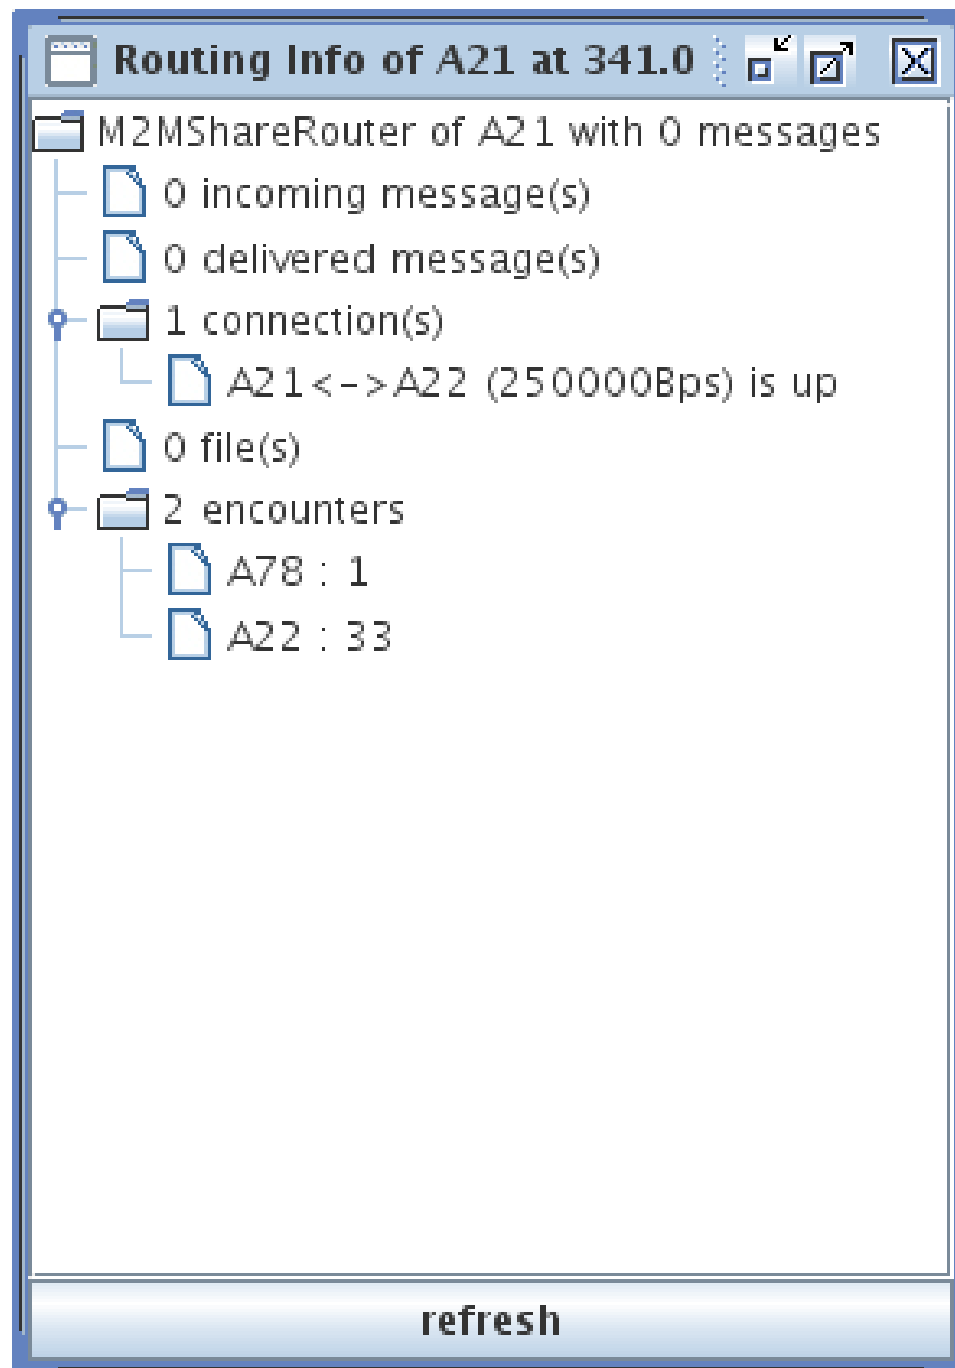 Routing Info of A21 at 341.0
M2MShareRouter of A21 with 0 messages
0 incoming message(s)
0 delivered message(s)
1 connection(s)
A21<->A22 (250000Bps) is up
0 file(s)
2 encounters
A78 : 1
A22 : 33
refresh